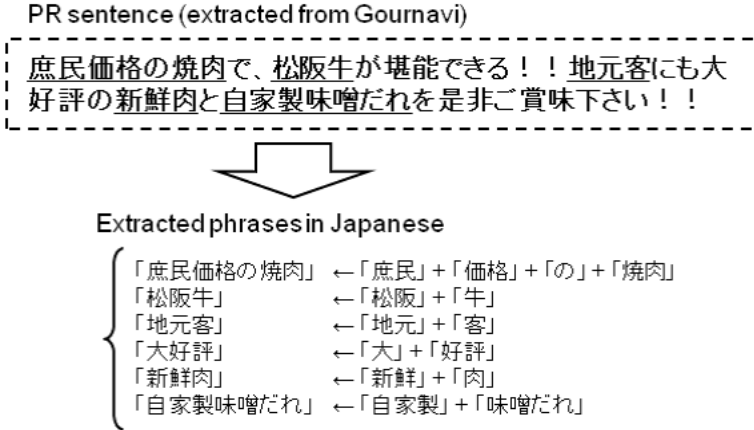 PR sentence (extracted from Gournavi)
庶民価格の焼肉で、松阪牛が堪能できる！！地元客にも大
好評の新鮮肉と自家製味噌だれを是非ご賞味下さい！！
Extracted phrases in Japanese
「庶民価格の焼肉」 ←「庶民」+「価格」+「の」+「焼肉」
「松阪牛」 ←「松阪」+「牛」
「地元客」 ←「地元」+「客」
「大好評」 ←「大」+「好評」
「新鮮肉」 ←「新鮮」+「肉」
「自家製味噌だれ」 ←「自家製」+「味噌だれ」